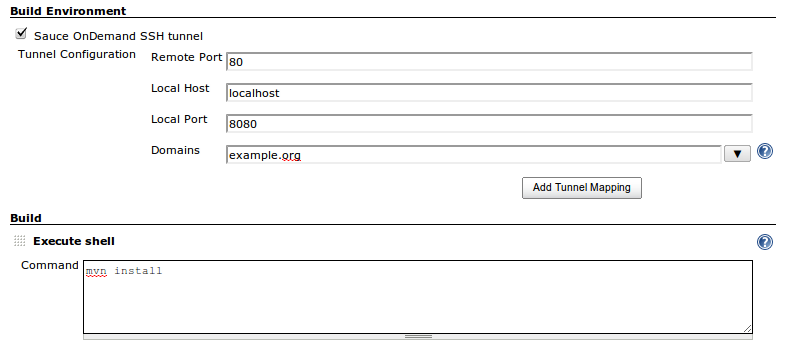 Build Environment
Sauce OnDemand SSH tunnel
Tunnel Configuration Remote Port 80
Local Host localhost
Local Port 8080
Domains example.org ▼ ?
Add Tunnel Mapping
Build
Execute shell ?
Command mvn install